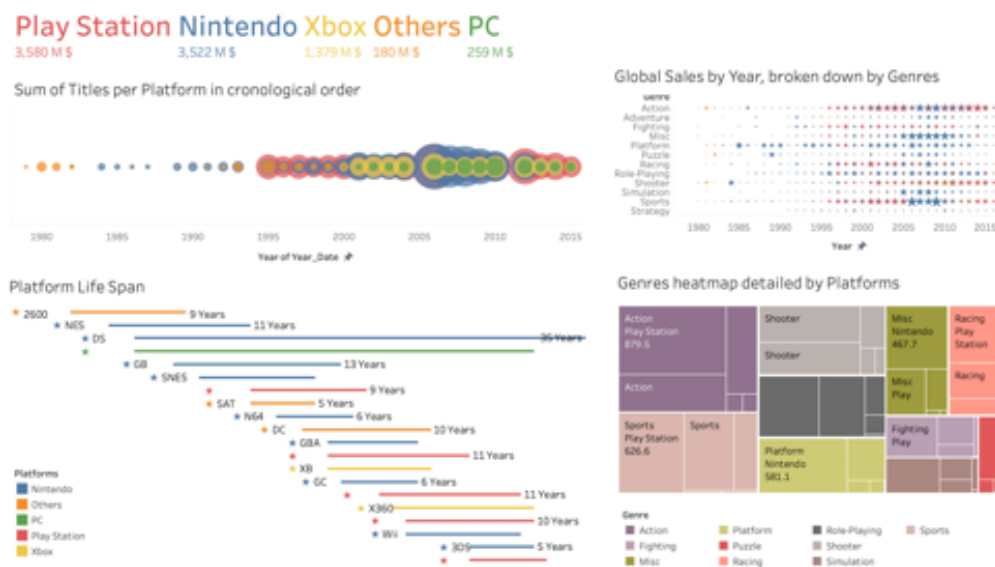 Play Station Nintendo Xbox Others PC
3,580 M $ 3,522 M $ 1,379 M $ 180 M $ 259 M $
Sum of Titles per Platform in cronological order
1980 1985 1990 1995 2000 2005 2010 2015
Year of Year_Date
Global Sales by Year, broken down by Genres
Genre
Action
Adventure
Fighting
Misc
Platform
Puzzle
Racing
Role-Playing
Shooter
Simulation
Sports
Strategy
1980 1985 1990 1995 2000 2005 2010 2015
Year
Platform Life Span
2600 9 Years
NES 11 Years
DS 35 Years
GB 13 Years
SNES
9 Years
SAT 5 Years
N64 6 Years
DC 10 Years
GBA
11 Years
XB
GC 6 Years
11 Years
X360
10 Years
Wii
3DS 5 Years
Platforms
Nintendo
Others
PC
Play Station
Xbox
Genres heatmap detailed by Platforms
Action
Play Station
879.5
Action
Sports
Play Station
626.6
Sports
Shooter
Shooter
Platform
Nintendo
581.1
Misc
Nintendo
467.7
Misc
Play
Fighting
Play
Racing
Play
Station
Racing
Genre
Action Platform Role-Playing Sports
Fighting Puzzle Shooter
Misc Racing Simulation